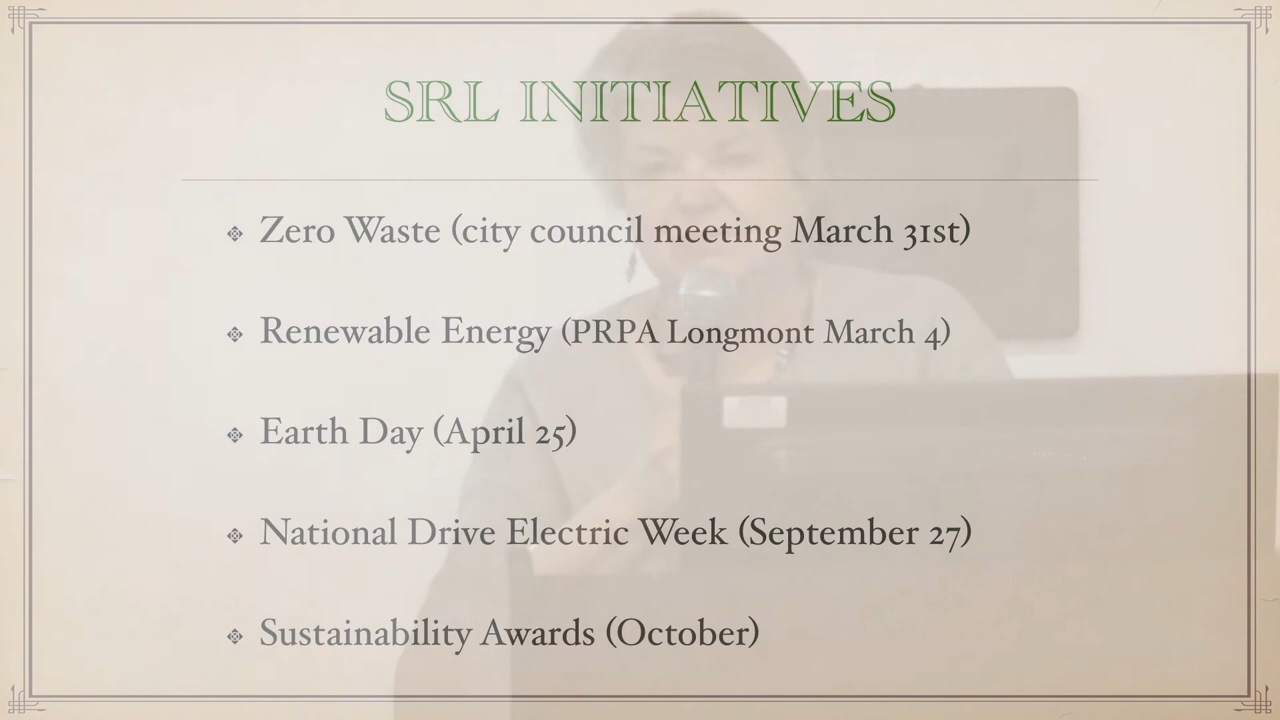 SRL INITIATIVES
Zero Waste (city council meeting March 31st)
Renewable Energy (PRPA Longmont March 4)
Earth Day (April 25)
National Drive Electric Week (September 27)
Sustainability Awards (October)